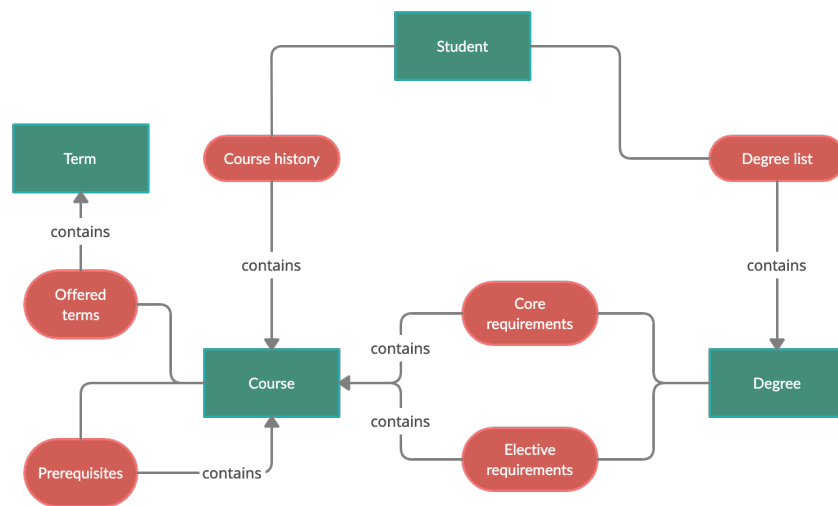 Student
Term
Course history
Degree list
contains
contains
contains
Offered
terms
Core
requirements
contains
Course
Degree
contains
Elective
requirements
Prerequisites
contains